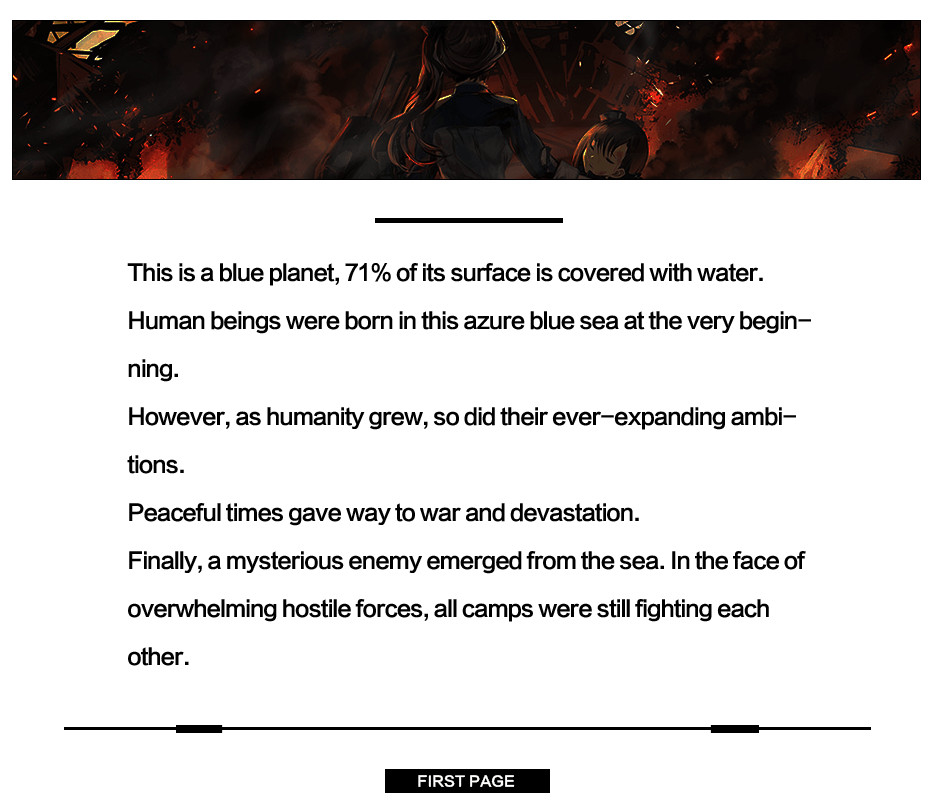 This is a blue planet, 71% of its surface is covered with water.
Human beings were born in this azure blue sea at the very begin-
ning.
However, as humanity grew, so did their ever-expanding ambi-
tions.
Peaceful times gave way to war and devastation.
Finally, a mysterious enemy emerged from the sea. In the face of
overwhelming hostile forces, all camps were still fighting each
other.
FIRST PAGE